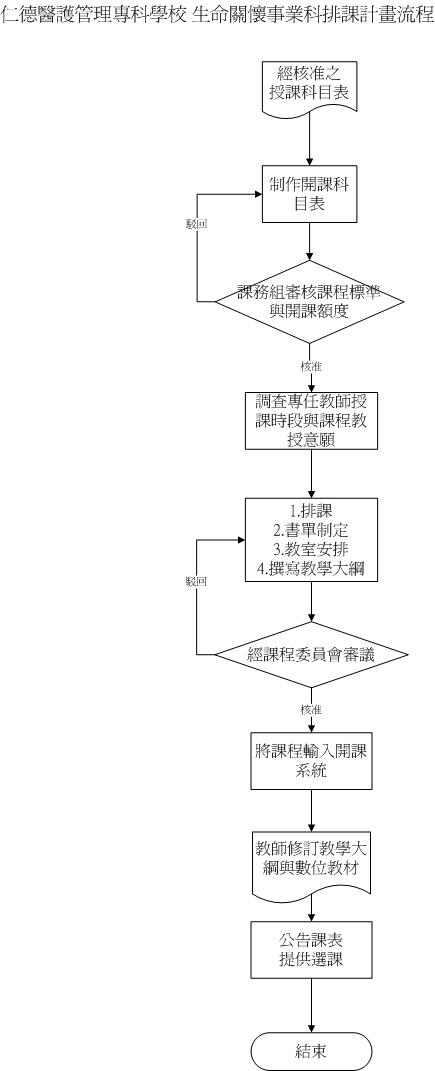 仁德醫護管理專科學校 生命關懷事業科排課計畫流程
經核准之
授課科目表
制作開課科
目表
駁回
課務組審核課程標準
與開課額度
核准
調查專任教師授
課時段與課程教
授意願
1.排課
2.書單制定
3.教室安排
4.撰寫教學大綱
駁回
經課程委員會審議
核准
將課程輸入開課
系統
教師修訂教學大
綱與數位教材
公告課表
提供選課
結束